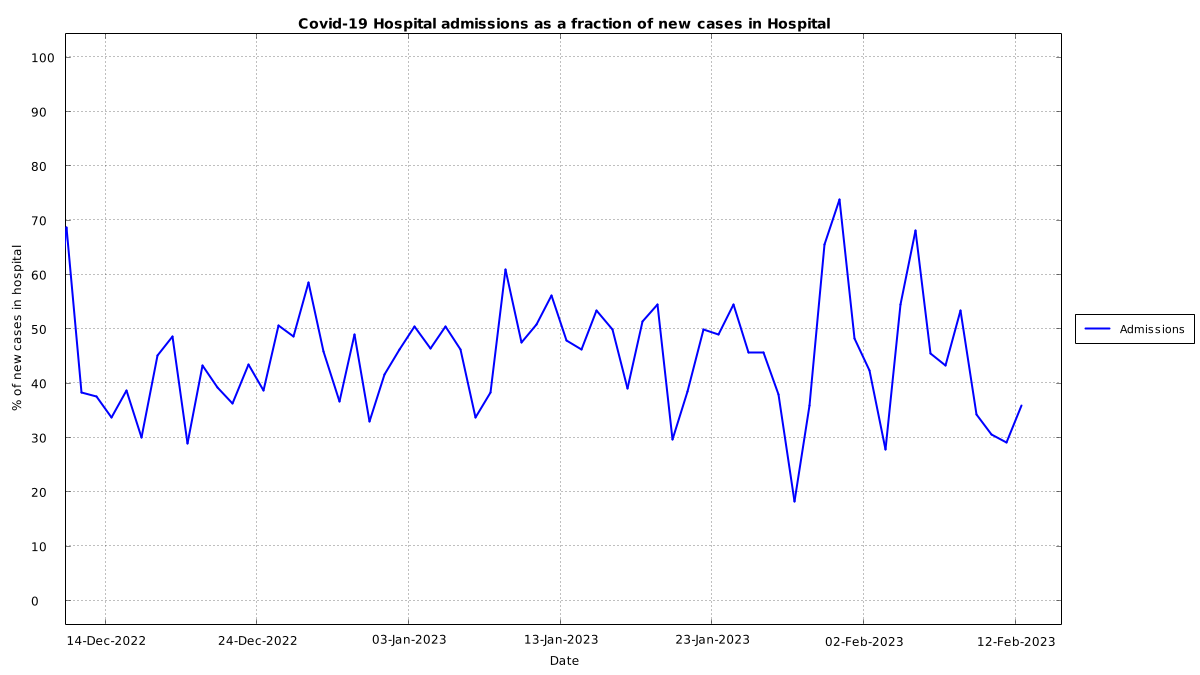 Covid-19 Hospital admissions as a fraction of new cases in Hospital
100
90
80
70
60
50
40
30
20
10
0
% of new cases in hospital
14-Dec-2022
24-Dec-2022
03-Jan-2023
13-Jan-2023
23-Jan-2023
02-Feb-2023
12-Feb-2023
Date
Admissions